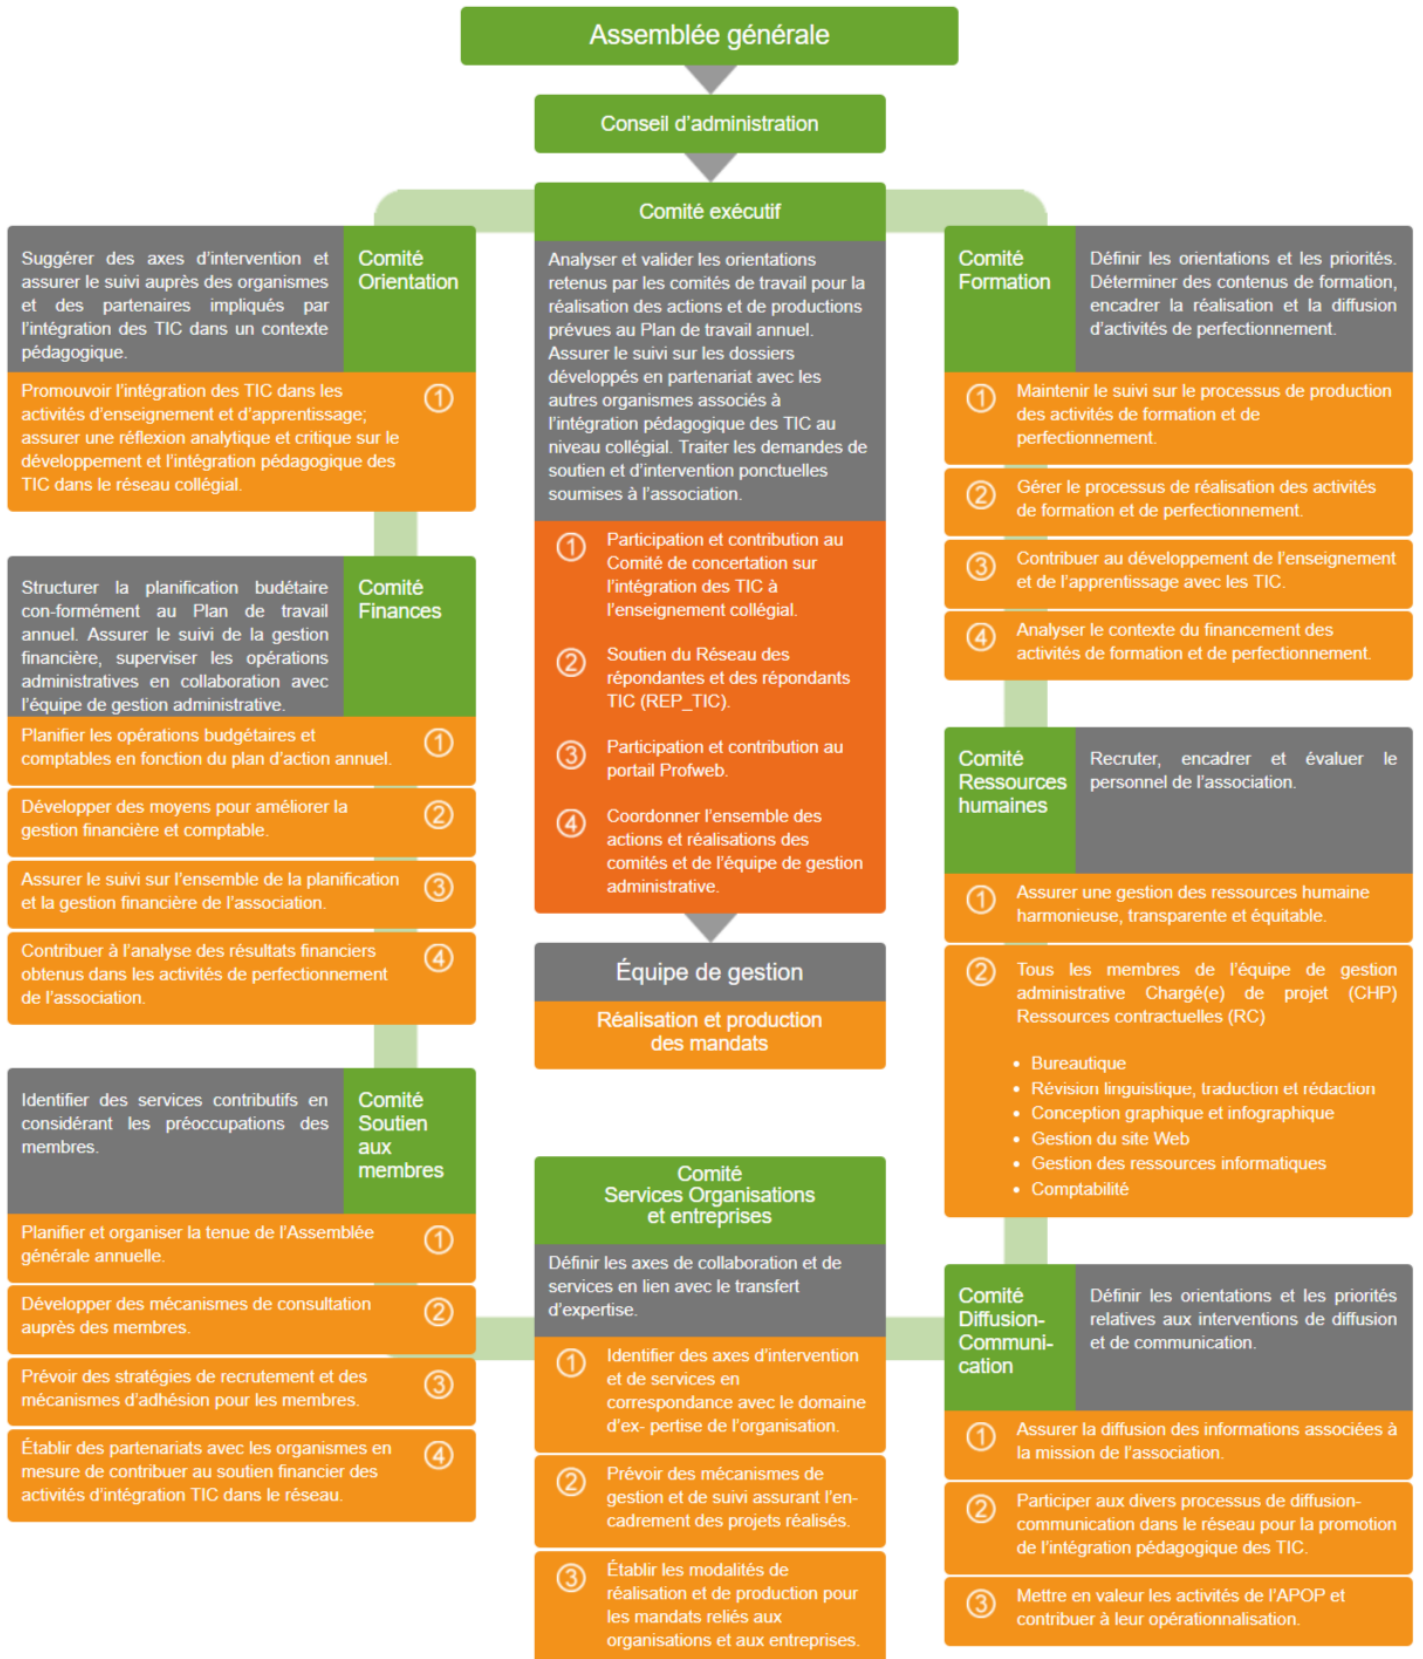 Assemblée générale
Conseil d’administration
Comité exécutif
Analyser et valider les orientations
retenus par les comités de travail pour la
réalisation des actions et de productions
prévues au Plan de travail annuel.
Assurer le suivi sur les dossiers
développés en partenariat avec les
autres organismes associés à
l’intégration pédagogique des TIC au
niveau collégial. Traiter les demandes de
soutien et d’intervention ponctuelles
soumises à l’association.
① Participation et contribution au
Comité de concertation sur
l’intégration des TIC à
l’enseignement collégial.
② Soutien du Réseau des
répondantes et des répondants
TIC (REP_TIC).
③ Participation et contribution au
portail Profweb.
④ Coordonner l’ensemble des
actions et réalisations des
comités et de l’équipe de gestion
administrative.
Équipe de gestion
Réalisation et production
des mandats
Suggérer des axes d’intervention et
assurer le suivi auprès des organismes
et des partenaires impliqués par
l’intégration des TIC dans un contexte
pédagogique.
Comité
Orientation
Promouvoir l’intégration des TIC dans les ①
activités d’enseignement et d’apprentissage;
assurer une réflexion analytique et critique sur le
développement et l’intégration pédagogique des
TIC dans le réseau collégial.
Structurer la planification budétaire
con-formément au Plan de travail
annuel. Assurer le suivi de la gestion
financière, superviser les opérations
administratives en collaboration avec
l’équipe de gestion administrative.
Comité
Finances
Planifier les opérations budgétaires et ①
comptables en fonction du plan d’action annuel.
Développer des moyens pour améliorer la ②
gestion financière et comptable.
Assurer le suivi sur l’ensemble de la planification ③
et la gestion financière de l’association.
Contribuer à l’analyse des résultats financiers ④
obtenus dans les activités de perfectionnement
de l’association.
Identifier des services contributifs en
considérant les préoccupations des
membres.
Comité
Soutien
aux
membres
Planifier et organiser la tenue de l’Assemblée ①
générale annuelle.
Développer des mécanismes de consultation ②
auprès des membres.
Prévoir des stratégies de recrutement et des ③
mécanismes d’adhésion pour les membres.
Établir des partenariats avec les organismes en ④
mesure de contribuer au soutien financier des
activités d’intégration TIC dans le réseau.
Comité
Services Organisations
et entreprises
Définir les axes de collaboration et de
services en lien avec le transfert
d’expertise.
① Identifier des axes d’intervention
et de services en
correspondance avec le domaine
d’ex- pertise de l’organisation.
② Prévoir des mécanismes de
gestion et de suivi assurant l’en-
cadrement des projets réalisés.
③ Établir les modalités de
réalisation et de production pour
les mandats reliés aux
organisations et aux entreprises.
Comité
Formation
Définir les orientations et les priorités.
Déterminer des contenus de formation,
encadrer la réalisation et la diffusion
d’activités de perfectionnement.
① Maintenir le suivi sur le processus de production
des activités de formation et de
perfectionnement.
② Gérer le processus de réalisation des activités
de formation et de perfectionnement.
③ Contribuer au développement de l’enseignement
et de l’apprentissage avec les TIC.
④ Analyser le contexte du financement des
activités de formation et de perfectionnement.
Comité
Ressources
humaines
Recruter, encadrer et évaluer le
personnel de l’association.
① Assurer une gestion des ressources humaine
harmonieuse, transparente et équitable.
② Tous les membres de l’équipe de gestion
administrative Chargé(e) de projet (CHP)
Ressources contractuelles (RC)
• Bureautique
• Révision linguistique, traduction et rédaction
• Conception graphique et infographique
• Gestion du site Web
• Gestion des ressources informatiques
• Comptabilité
Comité
Diffusion-
Communi-
cation
Définir les orientations et les priorités
relatives aux interventions de diffusion
et de communication.
① Assurer la diffusion des informations associées à
la mission de l’association.
② Participer aux divers processus de diffusion-
communication dans le réseau pour la promotion
de l’intégration pédagogique des TIC.
③ Mettre en valeur les activités de l’APOP et
contribuer à leur opérationnalisation.